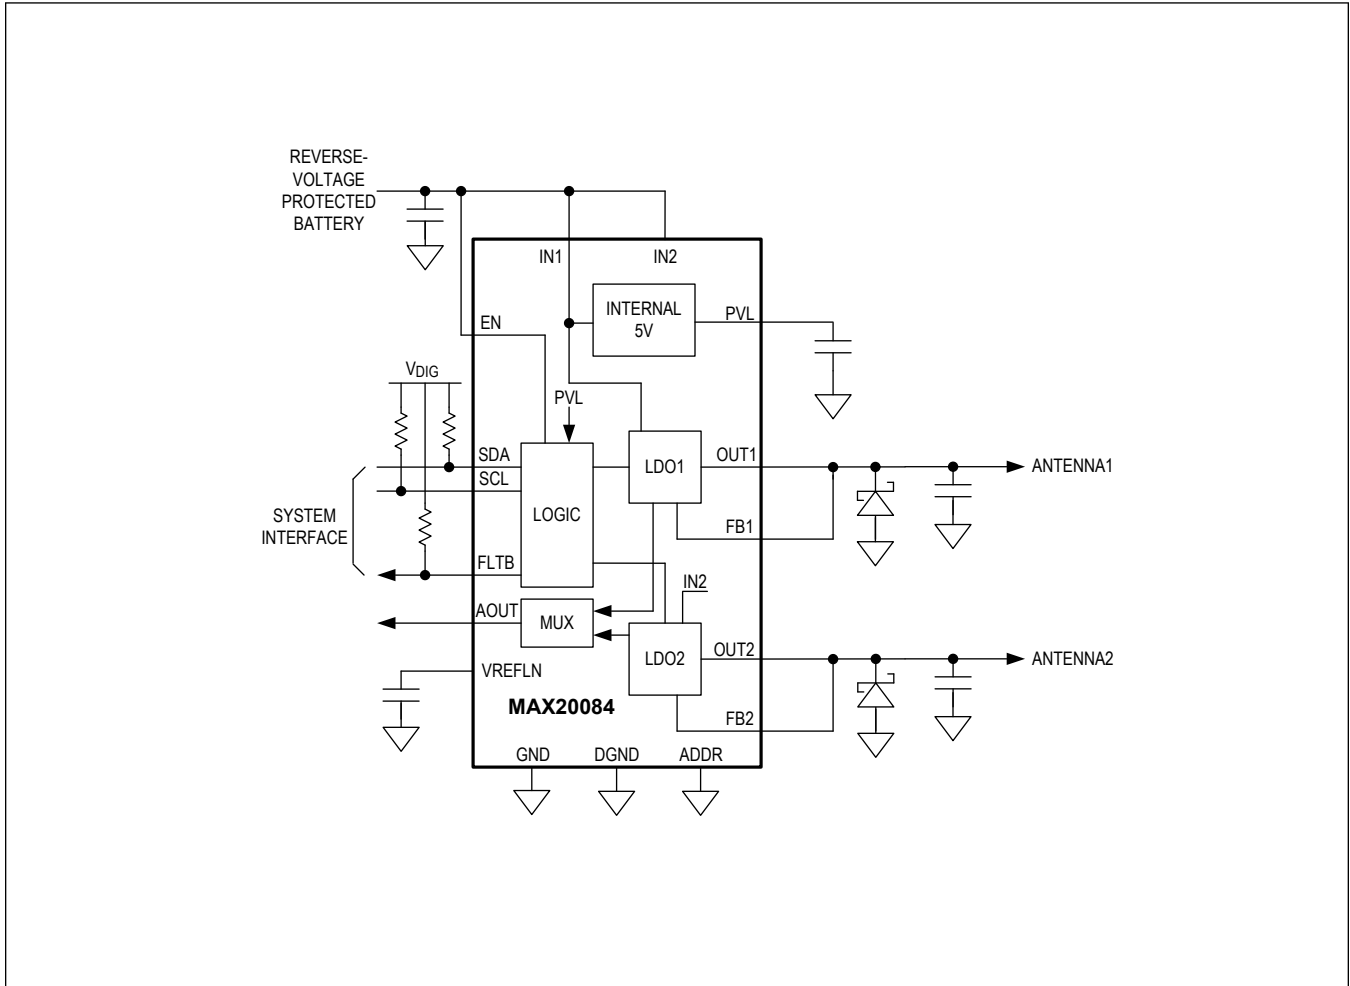 REVERSE-
VOLTAGE
PROTECTED
BATTERY
IN1
IN2
INTERNAL
5V
PVL
EN
VDIG
PVL
SDA
SCL
LOGIC
LDO1
OUT1
ANTENNA1
SYSTEM
INTERFACE
FB1
FLTB
IN2
AOUT
MUX
LDO2
OUT2
ANTENNA2
VREFLN
MAX20084
FB2
GND
DGND
ADDR